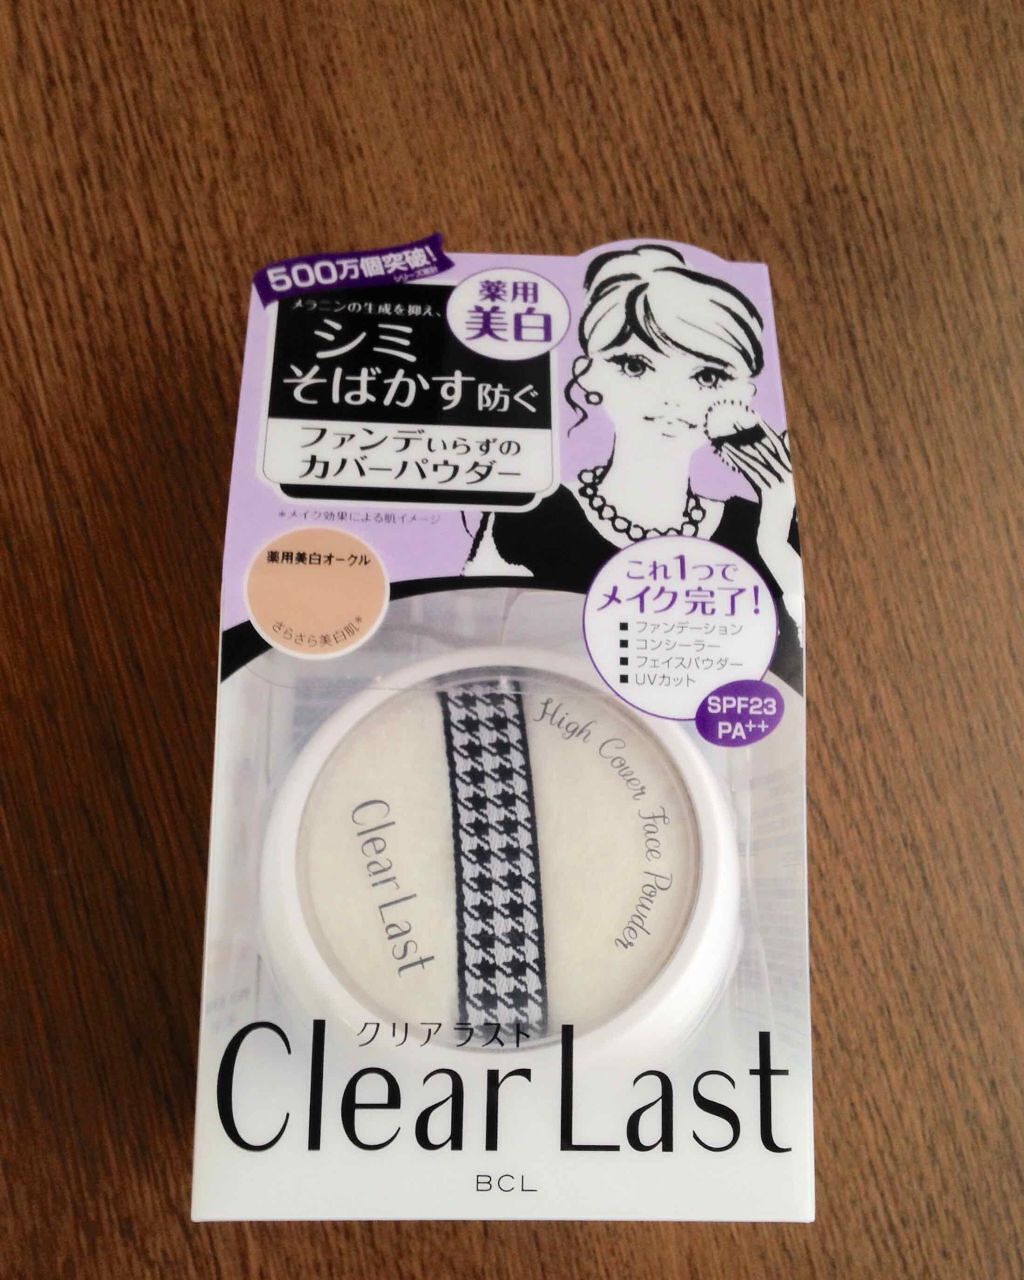 500万個突破!
シリーズ累計
薬用
美白
メラニンの生成を抑え、
シミ
そばかす防ぐ
ファンデいらずの
カバーパウダー
*メイク効果による肌イメージ
薬用美白オークル
さらさら美白肌*
これ1つで
メイク完了!
■ ファンデーション
■ コンシーラー
■ フェイスパウダー
■ UVカット
SPF23
PA++
High Cover Face Powder
ClearLast
クリアラスト
ClearLast
BCL